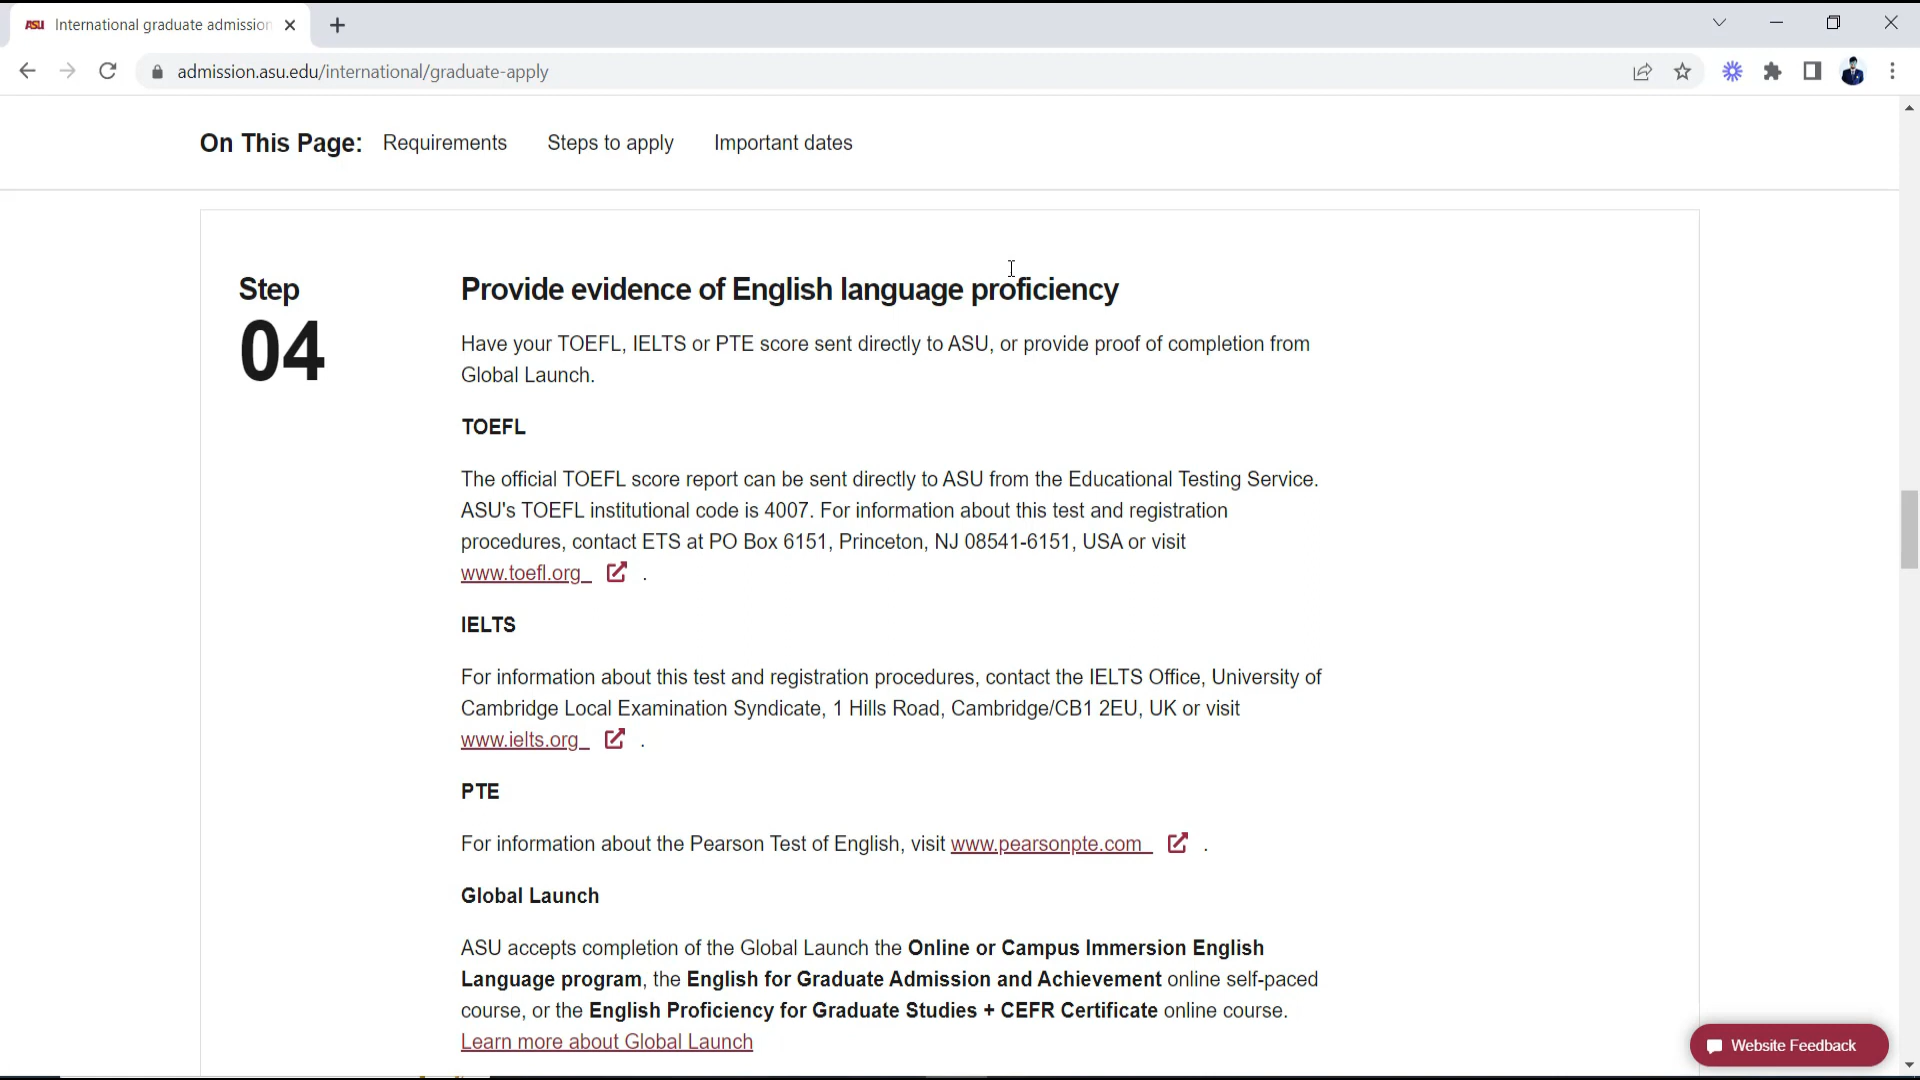 ASU International graduate admission
admission.asu.edu/international/graduate-apply
On This Page: Requirements Steps to apply Important dates
Step
04
Provide evidence of English language proficiency
Have your TOEFL, IELTS or PTE score sent directly to ASU, or provide proof of completion from
Global Launch.
TOEFL
The official TOEFL score report can be sent directly to ASU from the Educational Testing Service.
ASU's TOEFL institutional code is 4007. For information about this test and registration
procedures, contact ETS at PO Box 6151, Princeton, NJ 08541-6151, USA or visit
www.toefl.org .
IELTS
For information about this test and registration procedures, contact the IELTS Office, University of
Cambridge Local Examination Syndicate, 1 Hills Road, Cambridge/CB1 2EU, UK or visit
www.ielts.org .
PTE
For information about the Pearson Test of English, visit www.pearsonpte.com .
Global Launch
ASU accepts completion of the Global Launch the Online or Campus Immersion English
Language program, the English for Graduate Admission and Achievement online self-paced
course, or the English Proficiency for Graduate Studies + CEFR Certificate online course.
Learn more about Global Launch
Website Feedback